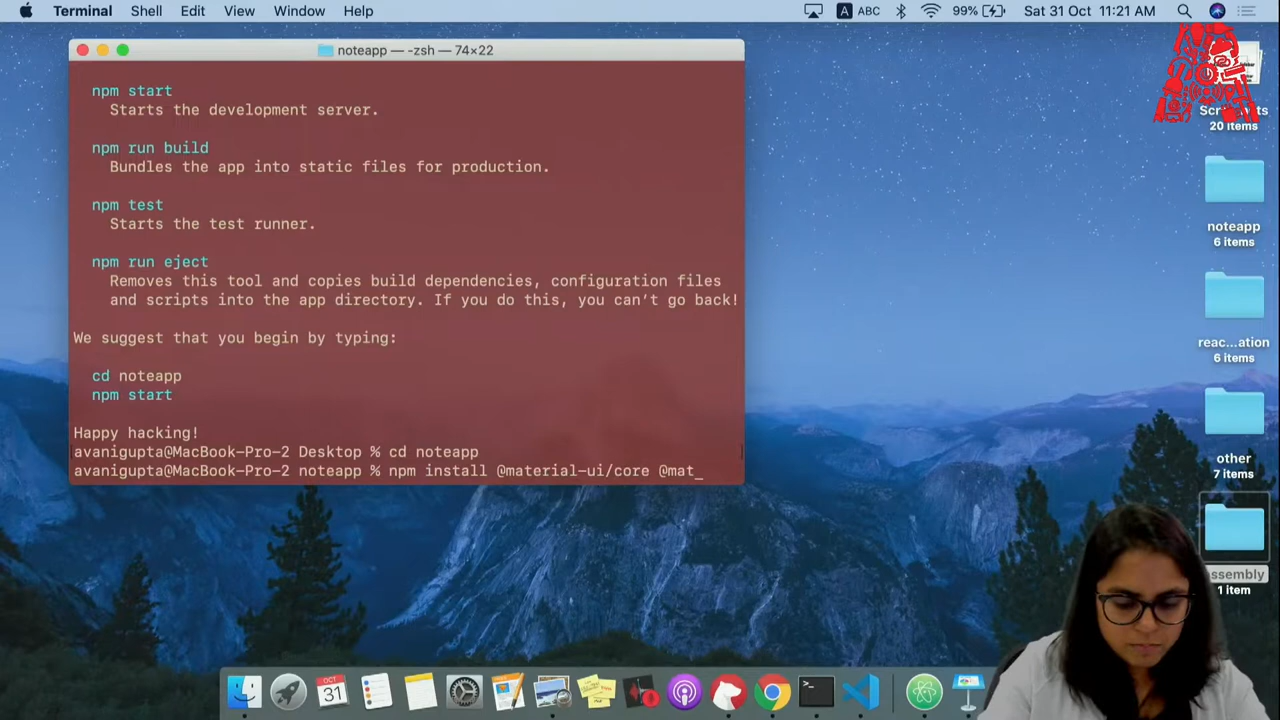 Terminal Shell Edit View Window Help A ABC 99% Sat 31 Oct 11:21 AM
noteapp — -zsh — 74×22
npm start
Starts the development server.
npm run build
Bundles the app into static files for production.
npm test
Starts the test runner.
npm run eject
Removes this tool and copies build dependencies, configuration files
and scripts into the app directory. If you do this, you can't go back!
We suggest that you begin by typing:
cd noteapp
npm start
Happy hacking!
avanigupta@MacBook-Pro-2 Desktop % cd noteapp
avanigupta@MacBook-Pro-2 noteapp % npm install @material-ui/core @mat_
20 items
noteapp
6 items
reac...ation
6 items
other
7 items
1 item
OCT
31